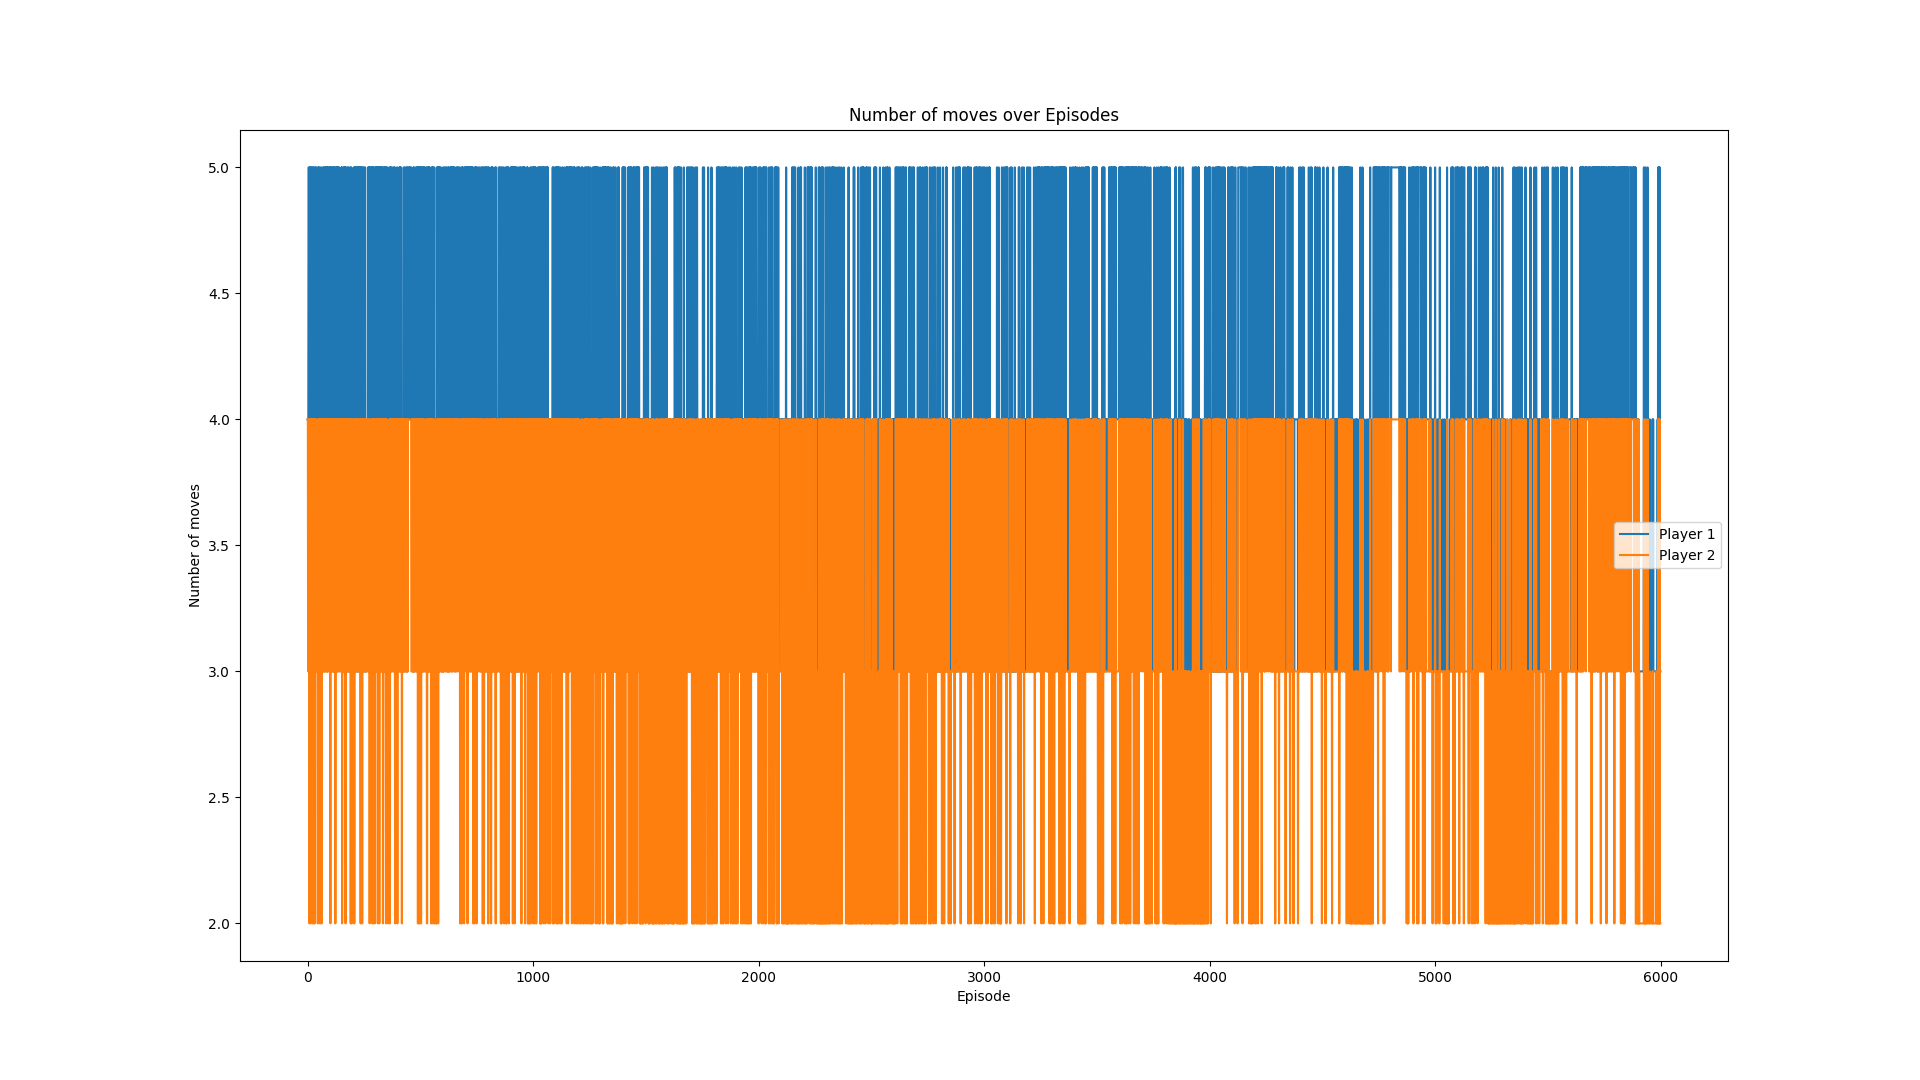 Number of moves over Episodes
5.0
4.5
4.0
3.5
3.0
2.5
2.0
Number of moves
Player 1
Player 2
0 1000 2000 3000 4000 5000 6000
Episode